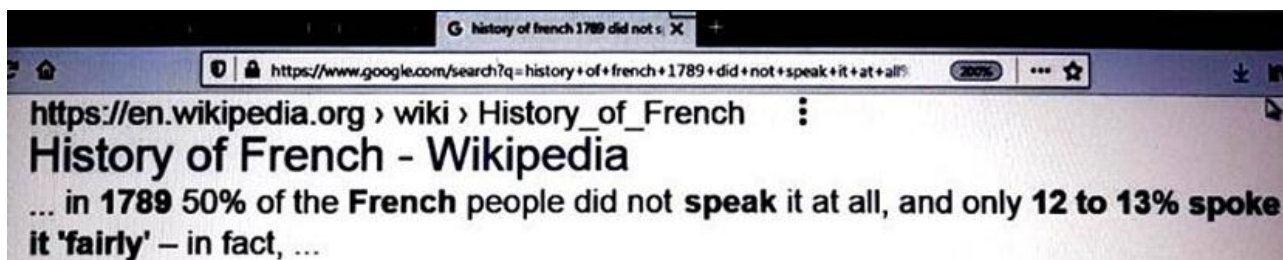 G history of french 1789 did not s X +
https://www.google.com/search?q=history+of+french+1789+did+not+speak+it+at+all% 200% ...
https://en.wikipedia.org › wiki › History_of_French
History of French - Wikipedia
... in 1789 50% of the French people did not speak it at all, and only 12 to 13% spoke
it 'fairly' – in fact, ...